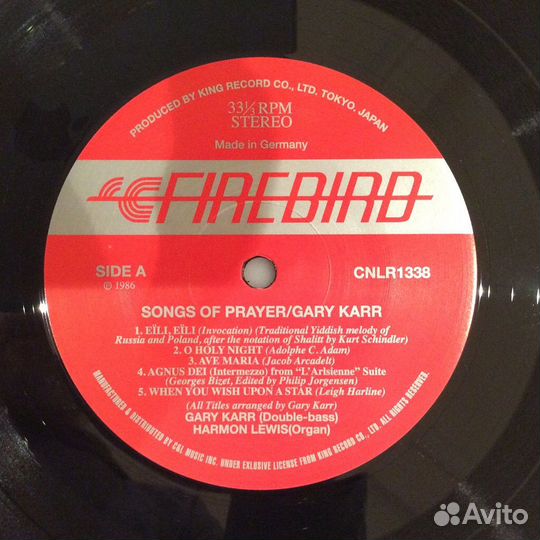 PRODUCED BY KING RECORD CO., LTD. TOKYO. JAPAN
33⅓ RPM
STEREO
Made in Germany
FIREBIRD
SIDE A
℗ 1986
CNLR1338
SONGS OF PRAYER/GARY KARR
1. EÏLI, EÏLI (Invocation) (Traditional Yiddish melody of
Russia and Poland, after the notation of Shalitt by Kurt Schindler)
2. O HOLY NIGHT (Adolphe C. Adam)
3. AVE MARIA (Jacob Arcadelt)
4. AGNUS DEI (Intermezzo) from "L'Arisienne" Suite
(Georges Bizet, Edited by Philip Jorgensen)
5. WHEN YOU WISH UPON A STAR (Leigh Harline)
(All Titles arranged by Gary Karr)
GARY KARR (Double-bass)
HARMON LEWIS(Organ)
MANUFACTURED & DISTRIBUTED BY C&L MUSIC INC. UNDER EXLUSIVE LICENSE FROM KING RECORD CO., LTD. ALL RIGHTS RESERVED.
Avito